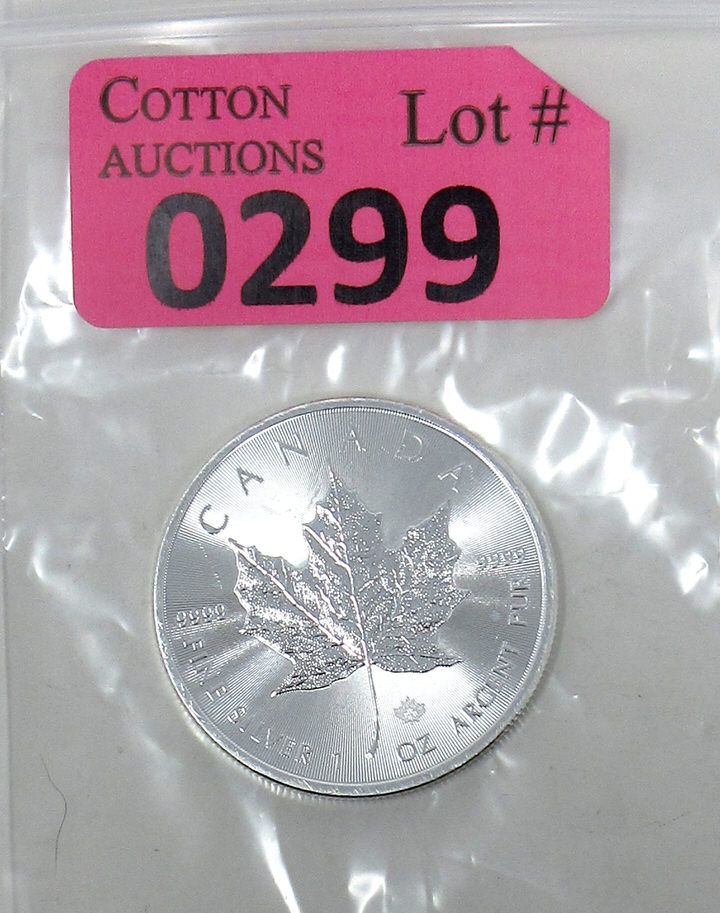 COTTON
AUCTIONS
Lot #
0299
CANADA
9999
9999
FINE SILVER 1 OZ ARGENT PUR